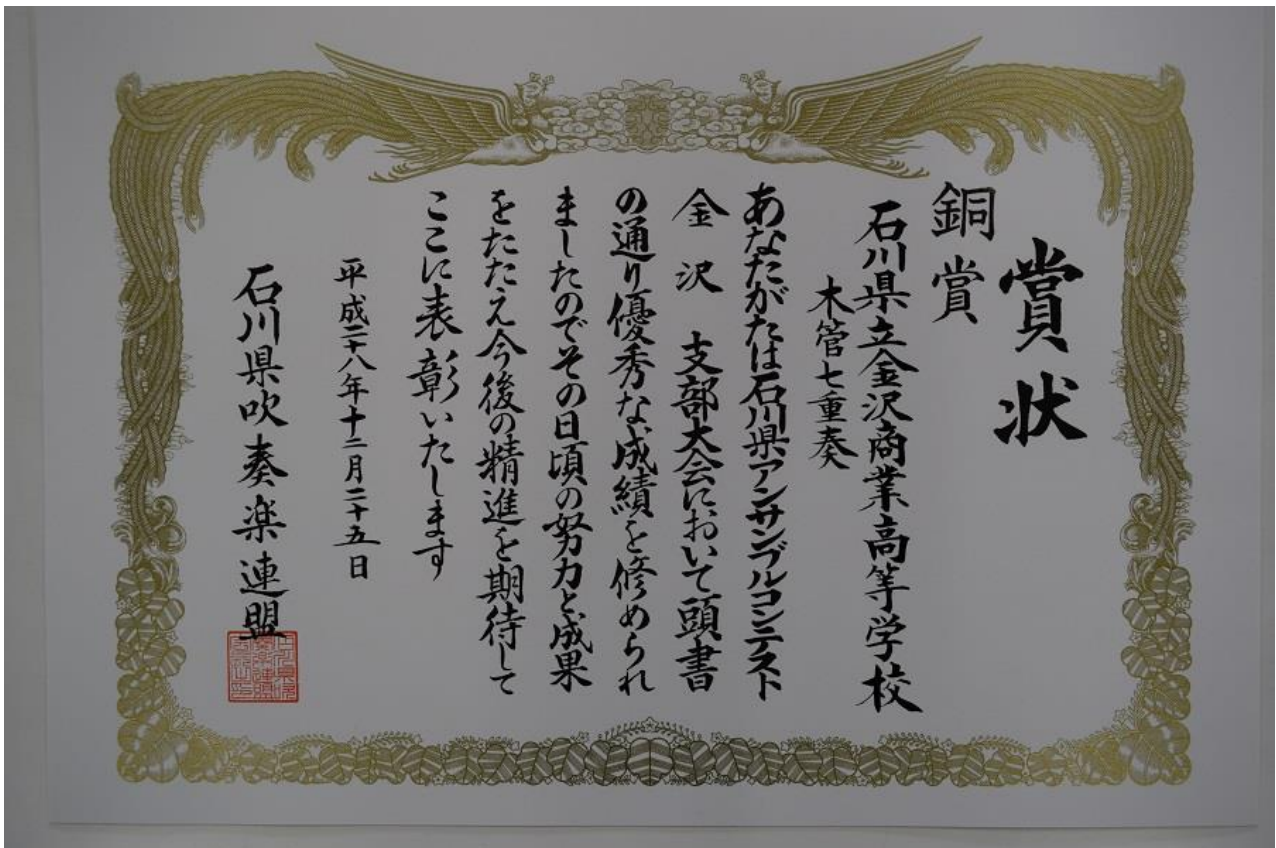 賞状
銅賞
石川県立金沢商業高等学校
木管七重奏
あなたがたは石川県アンサンブルコンテスト
金沢　支部大会において頭書
の通り優秀な成績を修められ
ましたのでその日頃の努力と成果
をたたえ今後の精進を期待して
ここに表彰いたします
平成二十八年十二月二十五日
石川県吹奏楽連盟